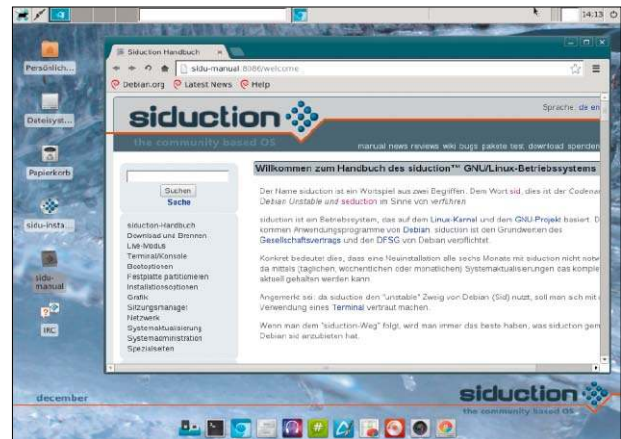 14:13
Siduction Handbuch
sidu-manual:8086/welcome
Debian.org Latest News Help
Persönlich...
Dateisyst...
Papierkorb
sidu-insta...
sidu-manual
IRC
siduction
the community based OS
Sprache: de en
manual news reviews wiki bugs pakete test download spenden
Suchen
Suche
siduction-Handbuch
Download und Brennen
Live-Modus
Terminal/Konsole
Bootoptionen
Festplatte partitionieren
Installationsoptionen
Grafik
Sitzungsmanager
Netzwerk
Systemaktualisierung
Systemadministration
Spezialseiten
Willkommen zum Handbuch des siduction™ GNU/Linux-Betriebssystems
Der Name siduction ist ein Wortspiel aus zwei Begriffen. Dem Wort sid, dies ist der
Debian Unstable und seduction im Sinne von verführen
siduction ist ein Betriebsystem, das auf dem Linux-Kernel und den GNU-Projekt basiert.
kommen Anwendungsprogramme von Debian. siduction ist den Grundwerten des
Gesellschaftsvertrags und den DFSG von Debian verpflichtet.
Konkret bedeutet dies, dass eine Neuinstallation alle sechs Monate mit siduction nicht
da mittels (täglichen, wöchentlichen oder monatlichen) Systemaktualisierungen das
aktuell gehalten werden kann.
Angemerkt sei: da siduction den "unstable" Zweig von Debian (Sid) nutzt, soll man sich mit
Verwendung eines Terminal vertraut machen.
Wenn man dem "siduction-Weg" folgt, wird man immer das beste haben, was siduction
Debian sid anzubieten hat.
december
siduction
the community based OS